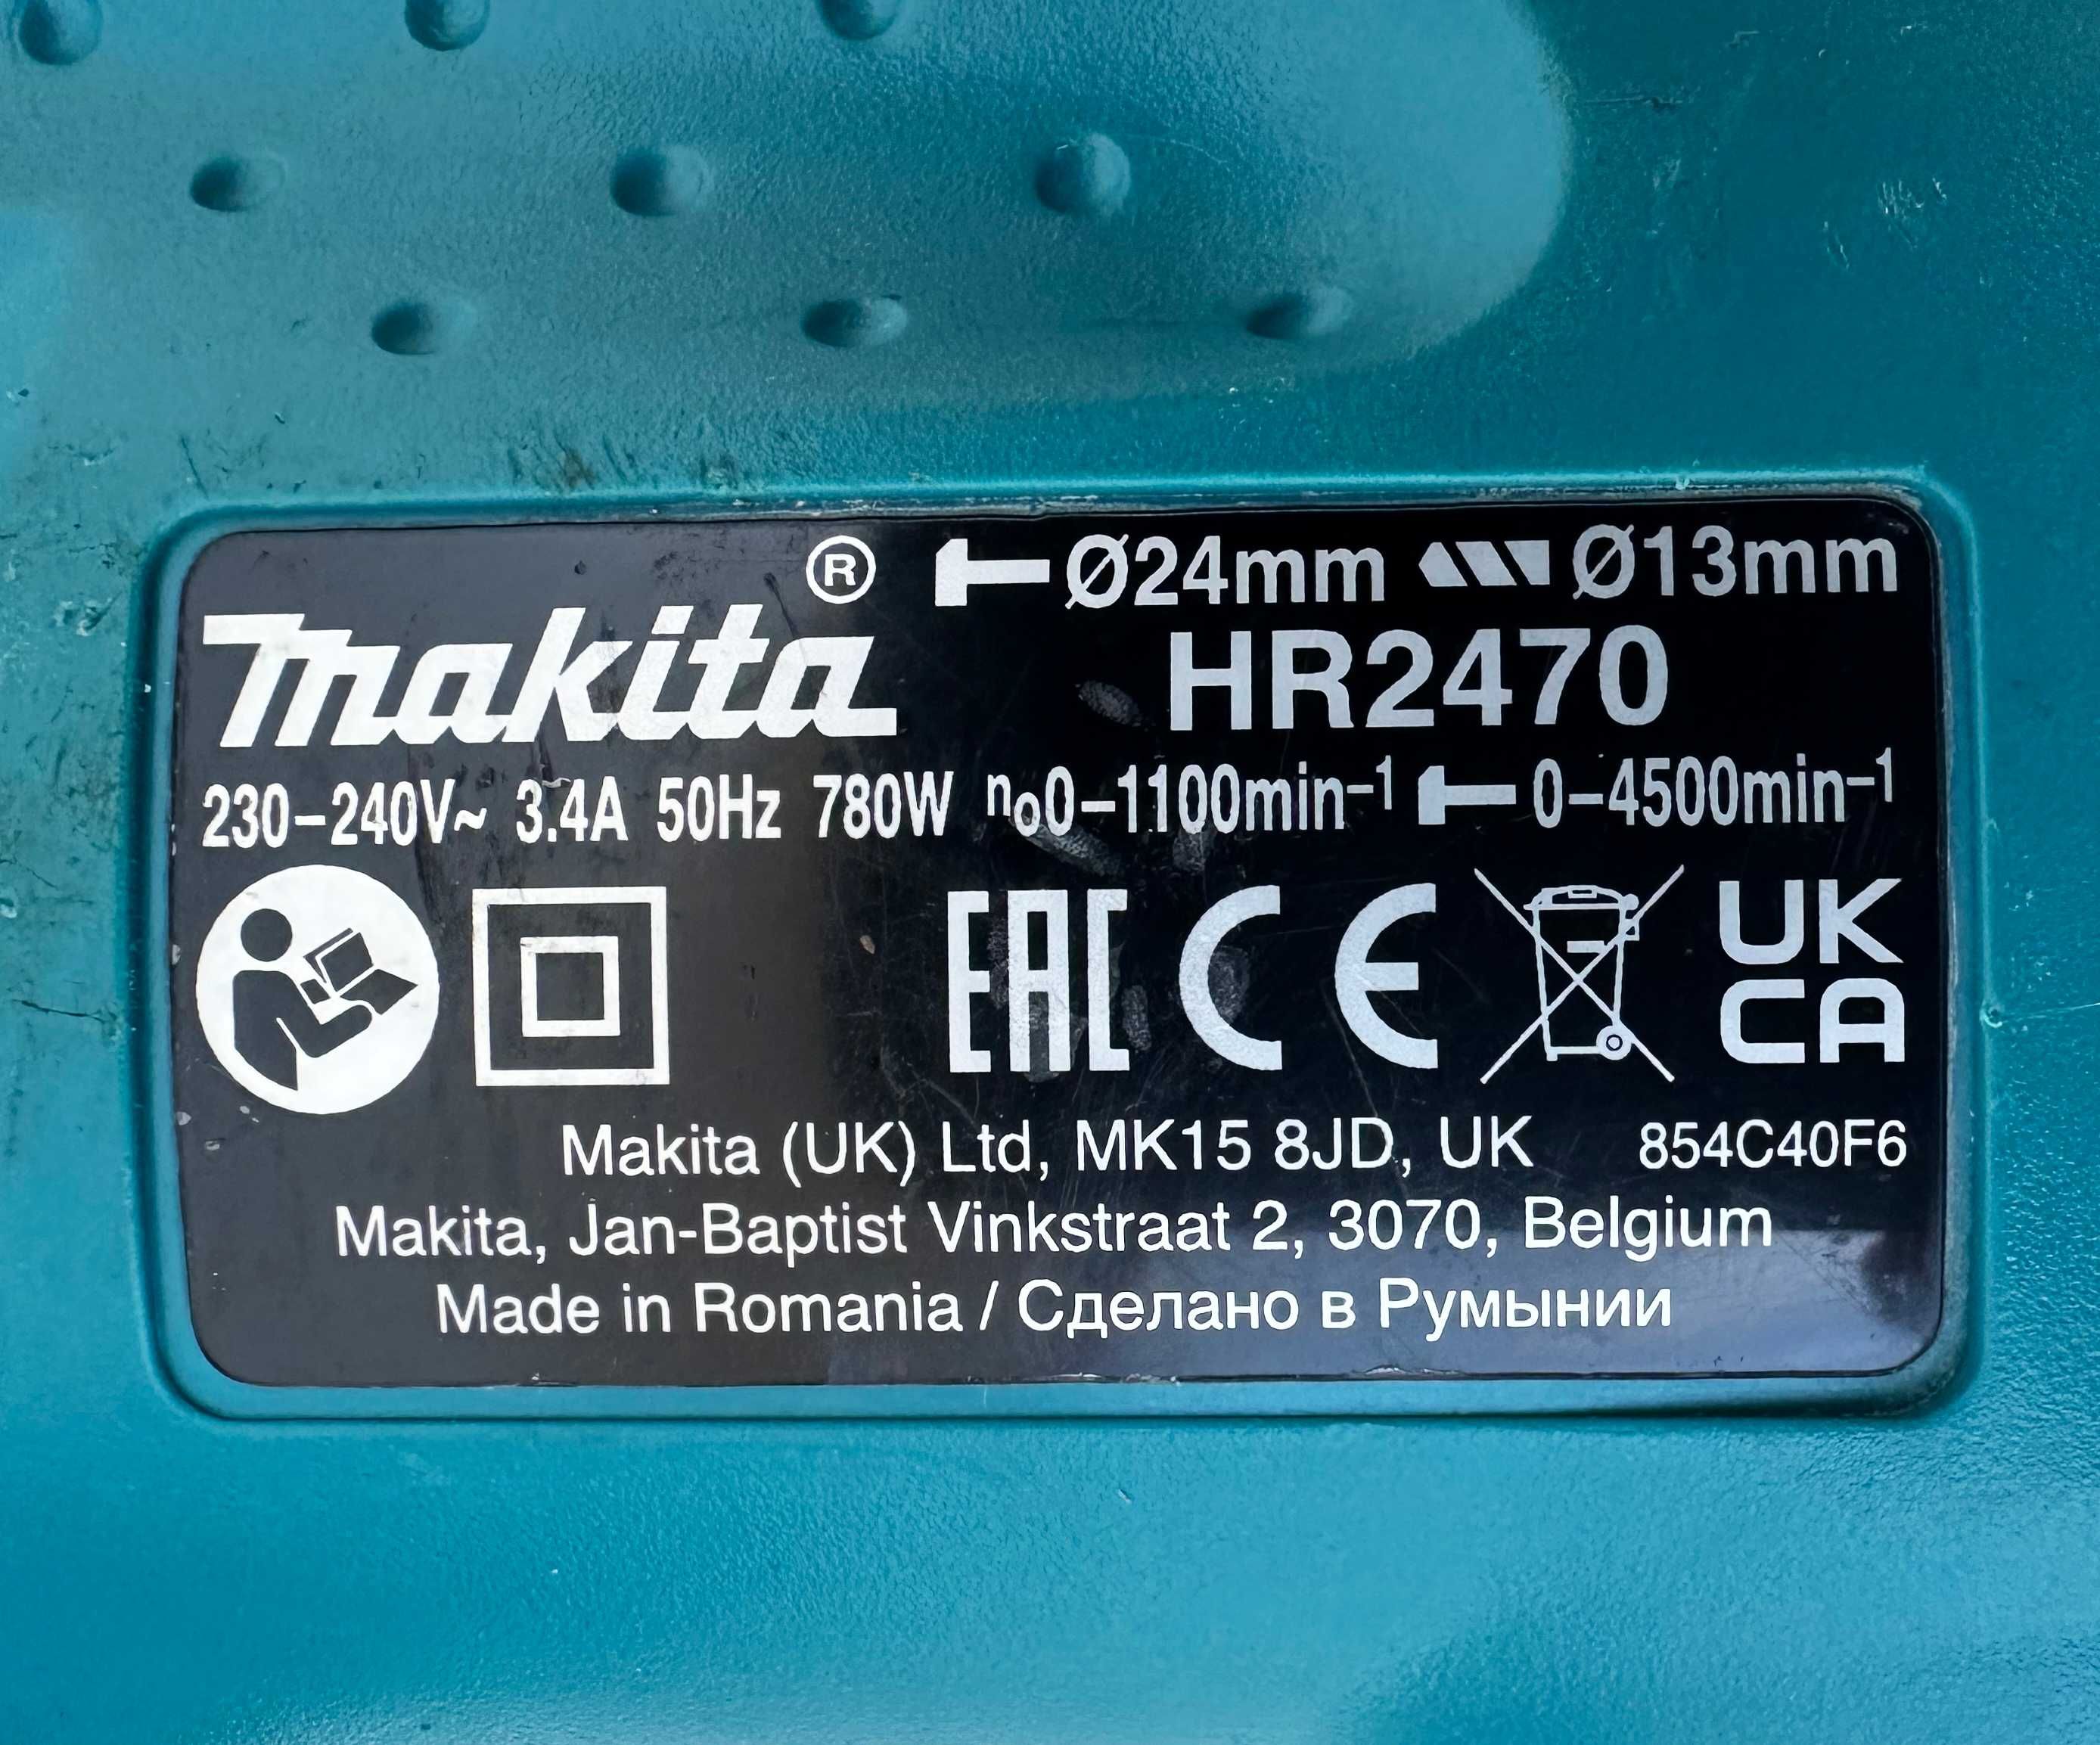 makita® Ø24mm Ø13mm
HR2470
230–240V~ 3.4A 50Hz 780W n₀0–1100min⁻¹ 0–4500min⁻¹
EAC CE UK
CA
Makita (UK) Ltd, MK15 8JD, UK 854C40F6
Makita, Jan-Baptist Vinkstraat 2, 3070, Belgium
Made in Romania / Сделано в Румынии